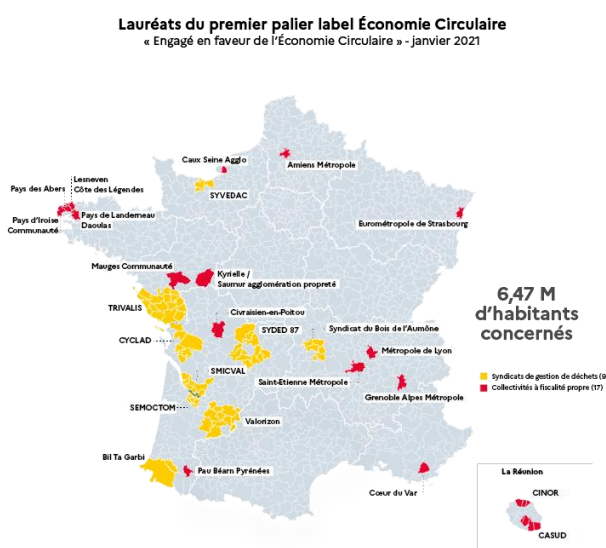 Lauréats du premier palier label Économie Circulaire
« Engagé en faveur de l'Économie Circulaire » - janvier 2021
Caux Seine Agglo
Amiens Métropole
Lesneven
Côte des Légendes
Pays des Abers
SYVEDAC
Pays d'Iroise
Communauté
Pays de Landerneau
Daoulas
Eurométropole de Strasbourg
Mauges Communauté
Kyrielle /
Saumur agglomération propreté
6,47 M
d'habitants
concernés
TRIVALIS
Civraisien-en-Poitou
SYDED 87
Syndicat du Bois de l'Aumône
CYCLAD
Métropole de Lyon
SMICVAL
Saint-Etienne Métropole
Grenoble Alpes Métropole
Syndicats de gestion de déchets (9
Collectivités à fiscalité propre (17)
SEMOCTOM
Valorizon
Bil Ta Garbi
Pau Béarn Pyrénées
Cœur du Var
La Réunion
CINOR
CASUD